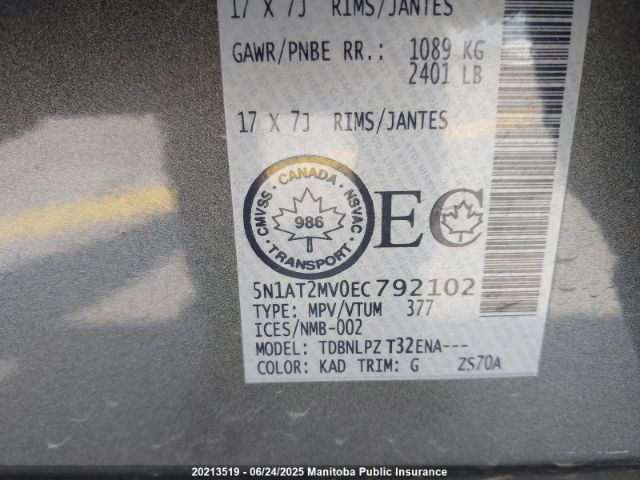 17 X 7J RIMS/JANTES
GAWR/PNBE RR.: 1089 KG
2401 LB
17 X 7J RIMS/JANTES
CANADA
CMVSS NSVAC
986
TRANSPORT
EC
5N1AT2MV0EC792102
TYPE: MPV/VTUM 377
ICES/NMB-002
MODEL: TDBNLPZ T32ENA---
COLOR: KAD TRIM: G ZS70A
20213519 - 06/24/2025 Manitoba Public Insurance